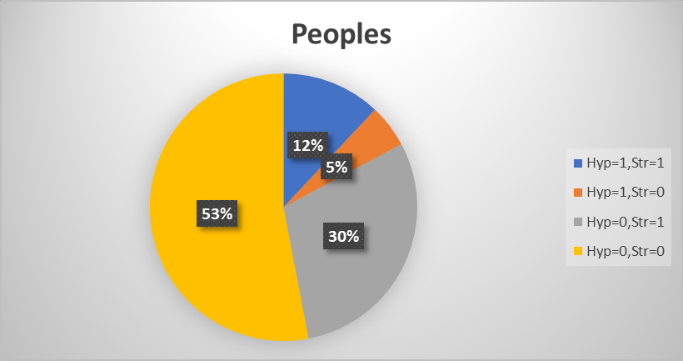 Peoples
12%
5%
53%
30%
Hyp=1,Str=1
Hyp=1,Str=0
Hyp=0,Str=1
Hyp=0,Str=0